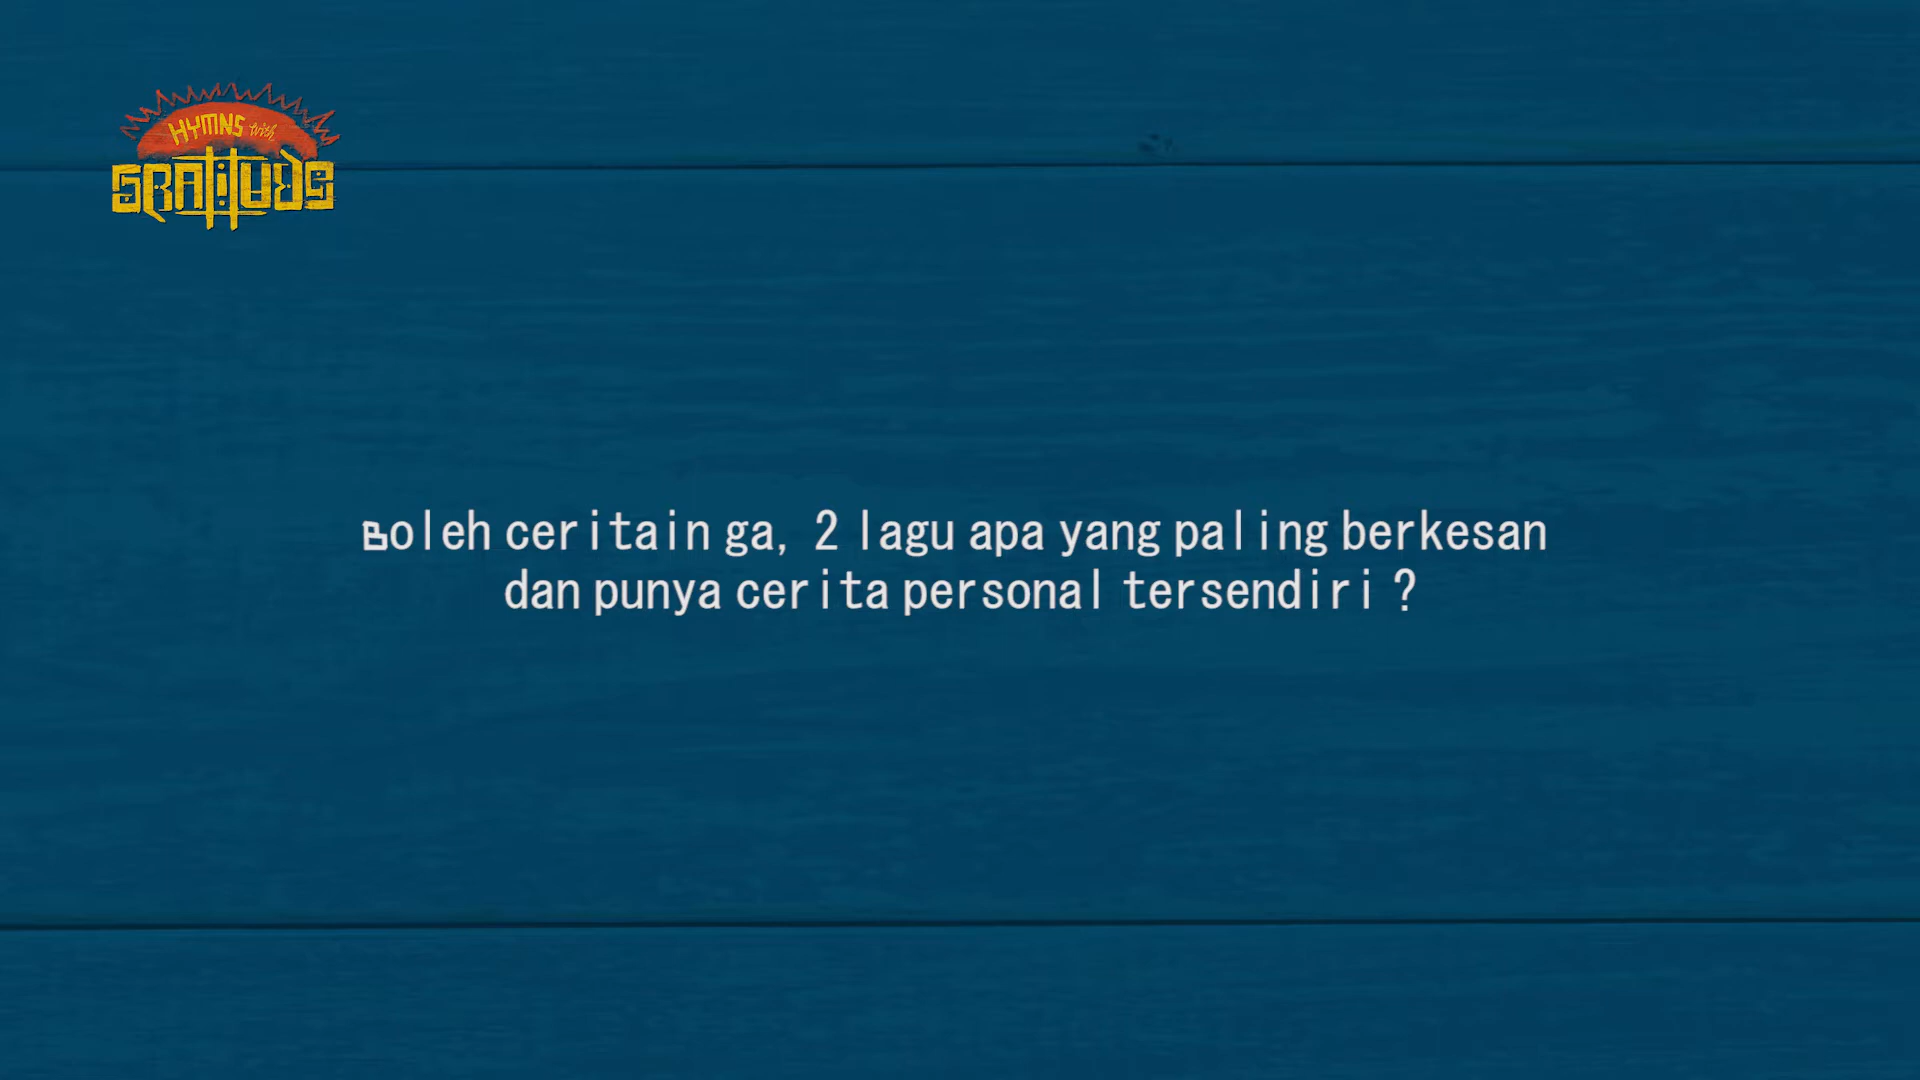 HYMNS with
GRATITUDE
Boleh ceritain ga, 2 lagu apa yang paling berkesan
dan punya cerita personal tersendiri ?